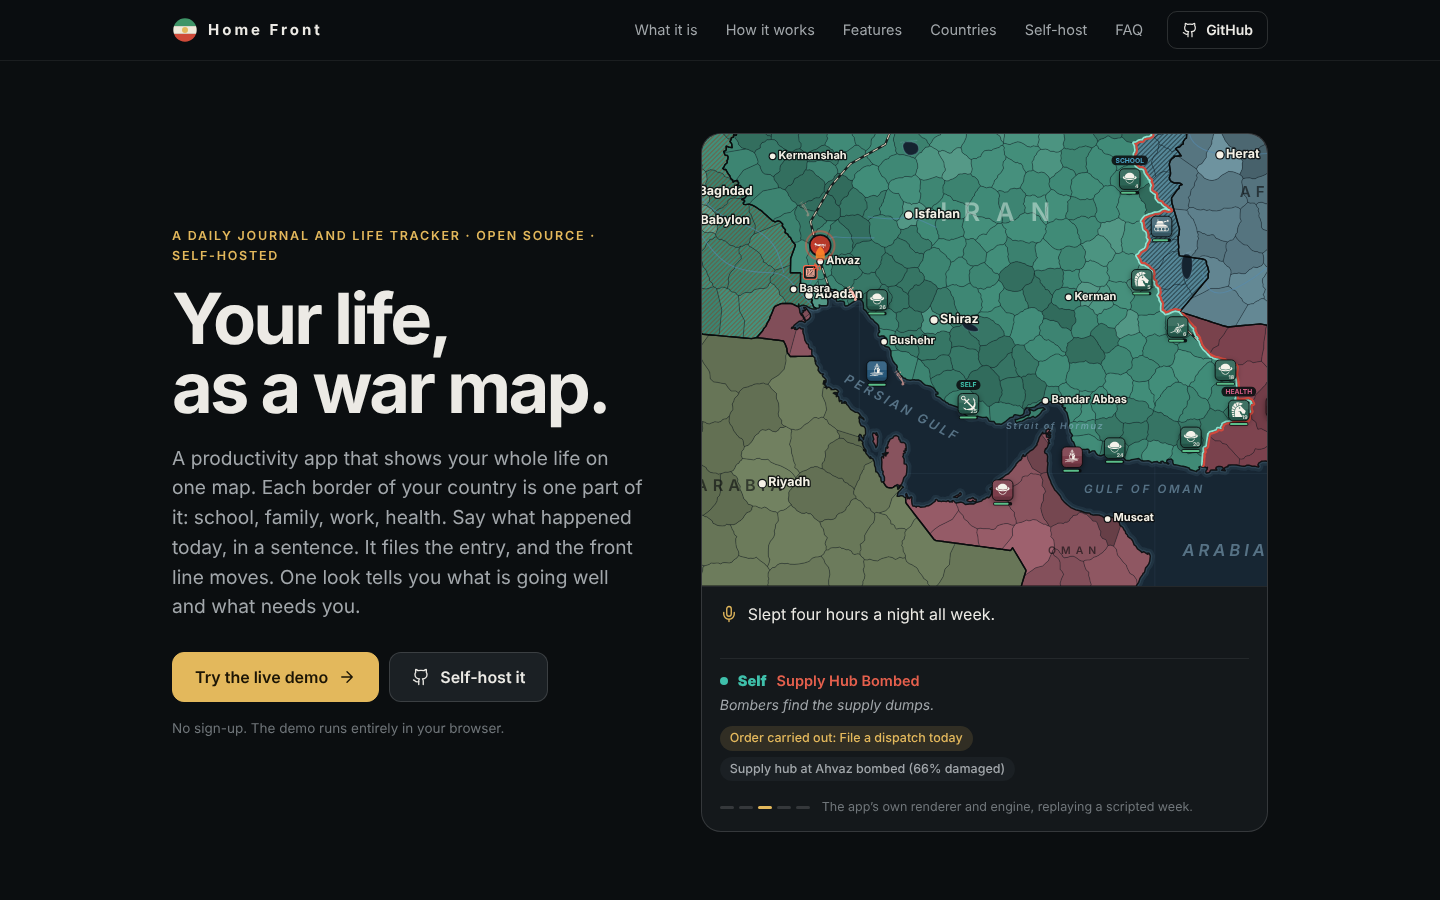 Home Front
What it is
How it works
Features
Countries
Self-host
FAQ
GitHub
A DAILY JOURNAL AND LIFE TRACKER · OPEN SOURCE ·
SELF-HOSTED
Your life,
as a war map.
A productivity app that shows your whole life on
one map. Each border of your country is one part of
it: school, family, work, health. Say what happened
today, in a sentence. It files the entry, and the front
line moves. One look tells you what is going well
and what needs you.
Try the live demo
Self-host it
No sign-up. The demo runs entirely in your browser.
Kermanshah
Herat
SCHOOL
Baghdad
AF
Babylon
Isfahan
IRAN
Ahvaz
Basra
Abadan
Kerman
Shiraz
Bushehr
PERSIAN GULF
SELF
HEALTH
Bandar Abbas
Strait of Hormuz
ARABIA
Riyadh
GULF OF OMAN
Muscat
OMAN
ARABIA
Slept four hours a night all week.
Self Supply Hub Bombed
Bombers find the supply dumps.
Order carried out: File a dispatch today
Supply hub at Ahvaz bombed (66% damaged)
The app's own renderer and engine, replaying a scripted week.